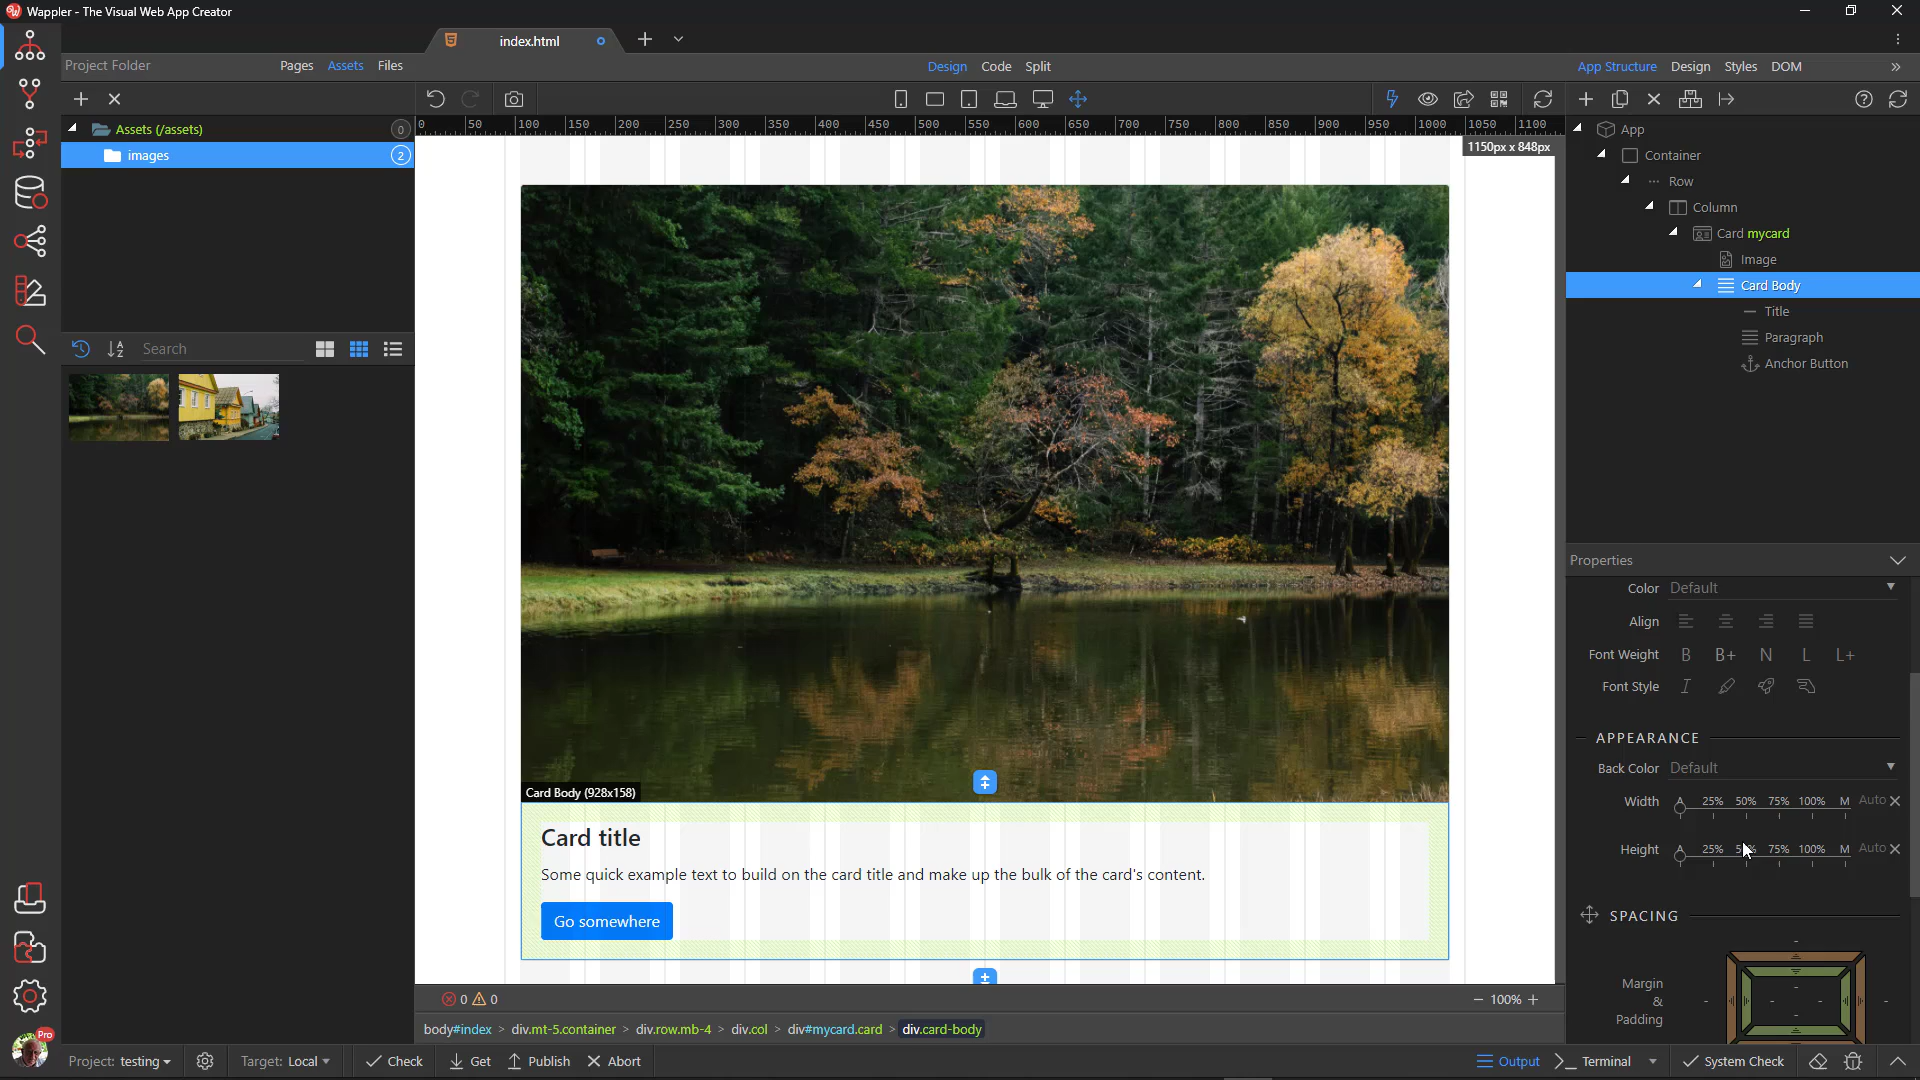 Wappler - The Visual Web App Creator
index.html
Project Folder
Pages Assets Files
Design Code Split
App Structure Design Styles DOM
Assets (/assets) 0
images 2
Search
0 50 100 150 200 250 300 350 400 450 500 550 600 650 700 750 800 850 900 950 1000 1050 1100
1150px x 848px
Card Body (928x158)
Card title
Some quick example text to build on the card title and make up the bulk of the card's content.
Go somewhere
App
Container
Row
Column
Card mycard
Image
Card Body
Title
Paragraph
Anchor Button
Properties
Color Default
Align
Font Weight B B+ N L L+
Font Style
APPEARANCE
Back Color Default
Width A 25% 50% 75% 100% M Auto
Height A 25% 50% 75% 100% M Auto
SPACING
Margin
&
Padding
0 0
100%
body#index > div.mt-5.container > div.row.mb-4 > div.col > div#mycard.card > div.card-body
Pro
Project: testing
Target: Local
Check
Get
Publish
Abort
Output
Terminal
System Check